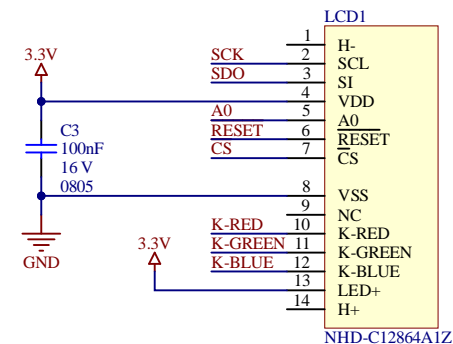 LCD1
3.3V
1 H-
SCK 2 SCL
SDO 3 SI
4 VDD
A0 5 A0
RESET 6 RESET
CS 7 CS
C3
100nF
16 V
0805
8 VSS
9 NC
K-RED 10 K-RED
K-GREEN 11 K-GREEN
K-BLUE 12 K-BLUE
GND
3.3V
13 LED+
14 H+
NHD-C12864A1Z